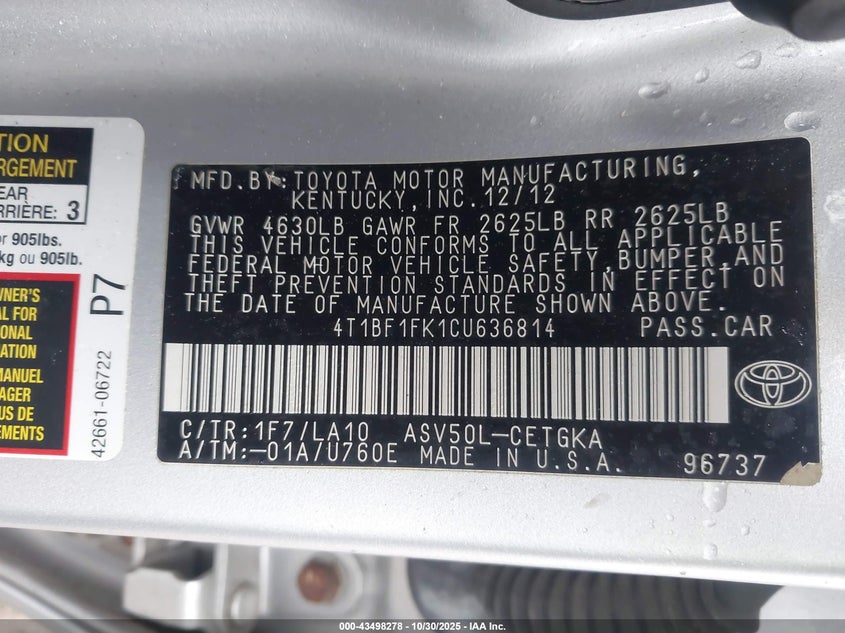 TION
RGEMENT
EAR
RRIÈRE: 3
or 905lbs.
kg ou 905lb.
WNER'S
AL FOR
IONAL
MATION
MANUEL
AGER
US DE
EMENTS
P7
42661-06722
MFD.BY:TOYOTA MOTOR MANUFACTURING,
KENTUCKY,INC.12/12
GVWR 4630LB GAWR FR 2625LB RR 2625LB
THIS VEHICLE CONFORMS TO ALL APPLICABLE
FEDERAL MOTOR VEHICLE SAFETY,BUMPER,AND
THEFT PREVENTION STANDARDS IN EFFECT ON
THE DATE OF MANUFACTURE SHOWN ABOVE.
4T1BF1FK1CU636814 PASS.CAR
C/TR:1F7/LA10 ASV50L-CETGKA
A/TM:-01A/U760E MADE IN U.S.A. 96737
000-43498278 - 10/30/2025 - IAA Inc.